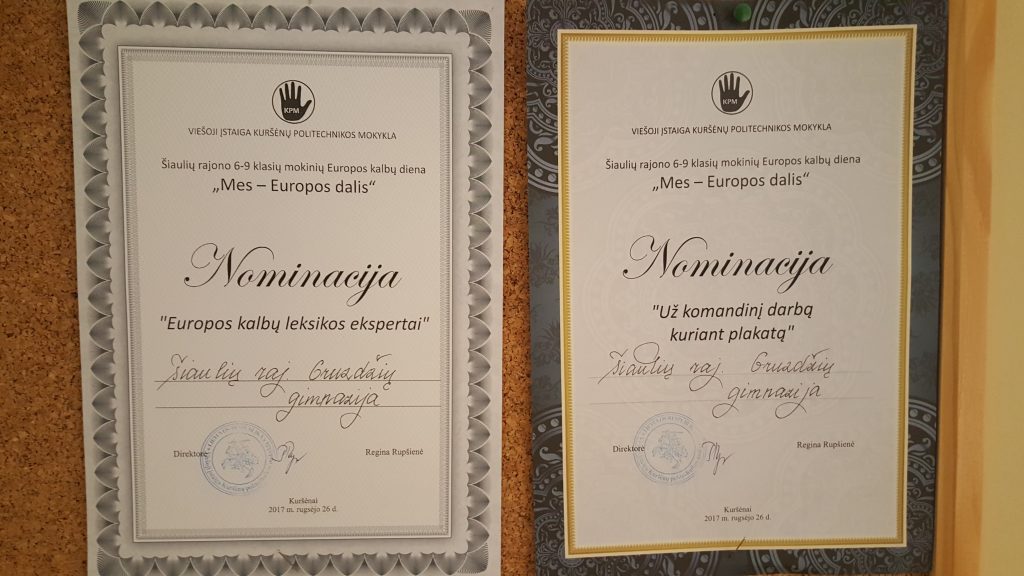 KPM
VIEŠOJI ĮSTAIGA KURŠĖNŲ POLITECHNIKOS MOKYKLA
Šiaulių rajono 6-9 klasių mokinių Europos kalbų diena
„Mes – Europos dalis“
Nominacija
"Europos kalbų leksikos ekspertai"
Šiaulių raj Gruzdžių
gimnazija
Direktorė
Regina Rupšienė
Kuršėnai
2017 m. rugsėjo 26 d.
KPM
VIEŠOJI ĮSTAIGA KURŠĖNŲ POLITECHNIKOS MOKYKLA
Šiaulių rajono 6-9 klasių mokinių Europos kalbų diena
„Mes – Europos dalis“
Nominacija
"Už komandinį darbą
kuriant plakatą"
Šiaulių raj. Gruzdžių
gimnazija
Direktorė
Regina Rupšienė
Kuršėnai
2017 m. rugsėjo 26 d.